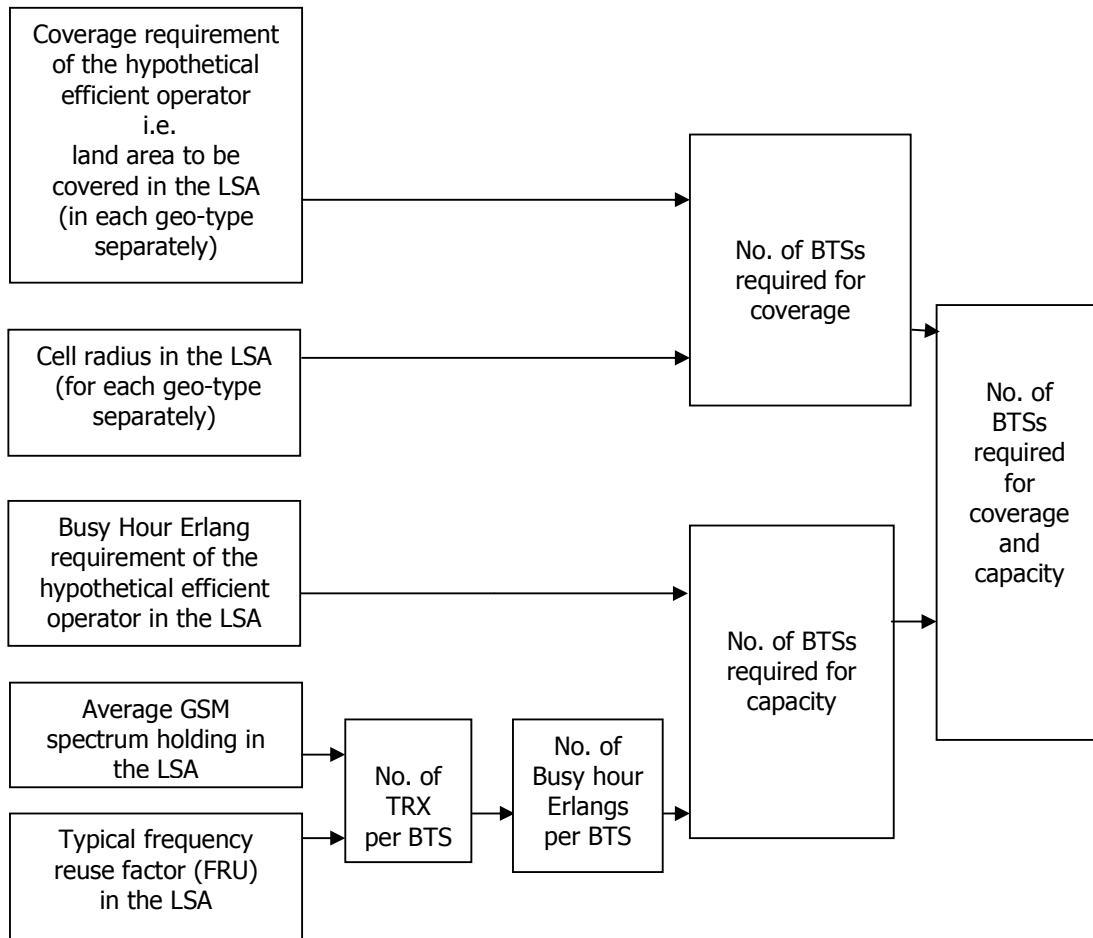 Coverage requirement
of the hypothetical
efficient operator
i.e.
land area to be
covered in the LSA
(in each geo-type
separately)
Cell radius in the LSA
(for each geo-type
separately)
Busy Hour Erlang
requirement of the
hypothetical efficient
operator in the LSA
Average GSM
spectrum holding in
the LSA
Typical frequency
reuse factor (FRU)
in the LSA
No. of
TRX
per BTS
No. of
Busy hour
Erlangs
per BTS
No. of BTSs
required for
coverage
No. of BTSs
required for
capacity
No. of
BTSs
required
for
coverage
and
capacity